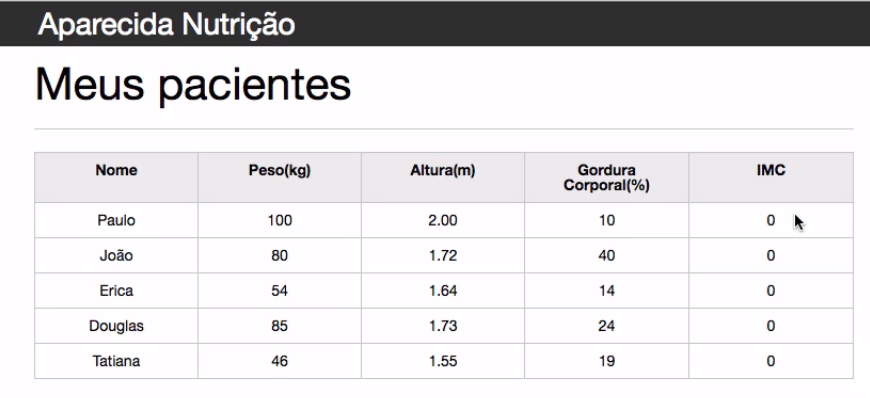 Aparecida Nutrição
Meus pacientes
Nome Peso(kg) Altura(m) Gordura Corporal(%) IMC
Paulo 100 2.00 10 0
João 80 1.72 40 0
Erica 54 1.64 14 0
Douglas 85 1.73 24 0
Tatiana 46 1.55 19 0